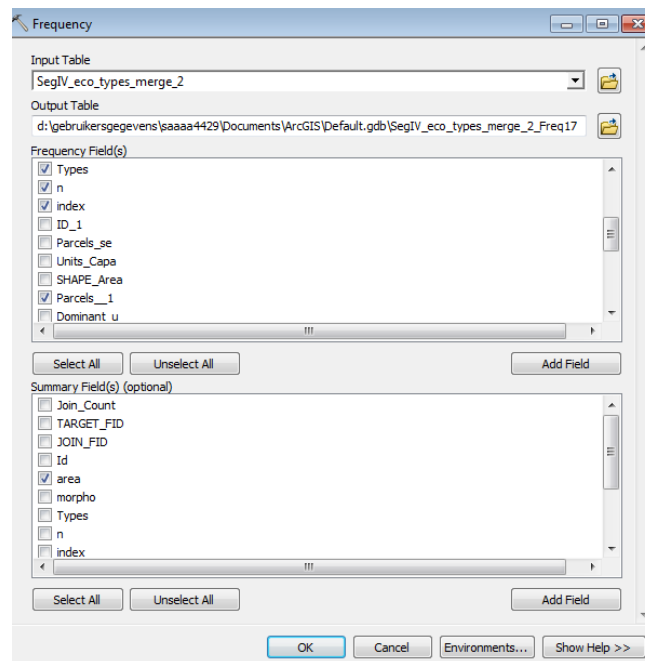 Frequency
Input Table
SegIV_eco_types_merge_2
Output Table
d:\gebruikersgegevens\saaaa4429\Documents\ArcGIS\Default.gdb\SegIV_eco_types_merge_2_Freq17
Frequency Field(s)
Types
n
index
ID_1
Parcels_se
Units_Capa
SHAPE_Area
Parcels__1
Dominant_u
Select All Unselect All Add Field
Summary Field(s) (optional)
Join_Count
TARGET_FID
JOIN_FID
Id
area
morpho
Types
n
index
Select All Unselect All Add Field
OK Cancel Environments... Show Help >>